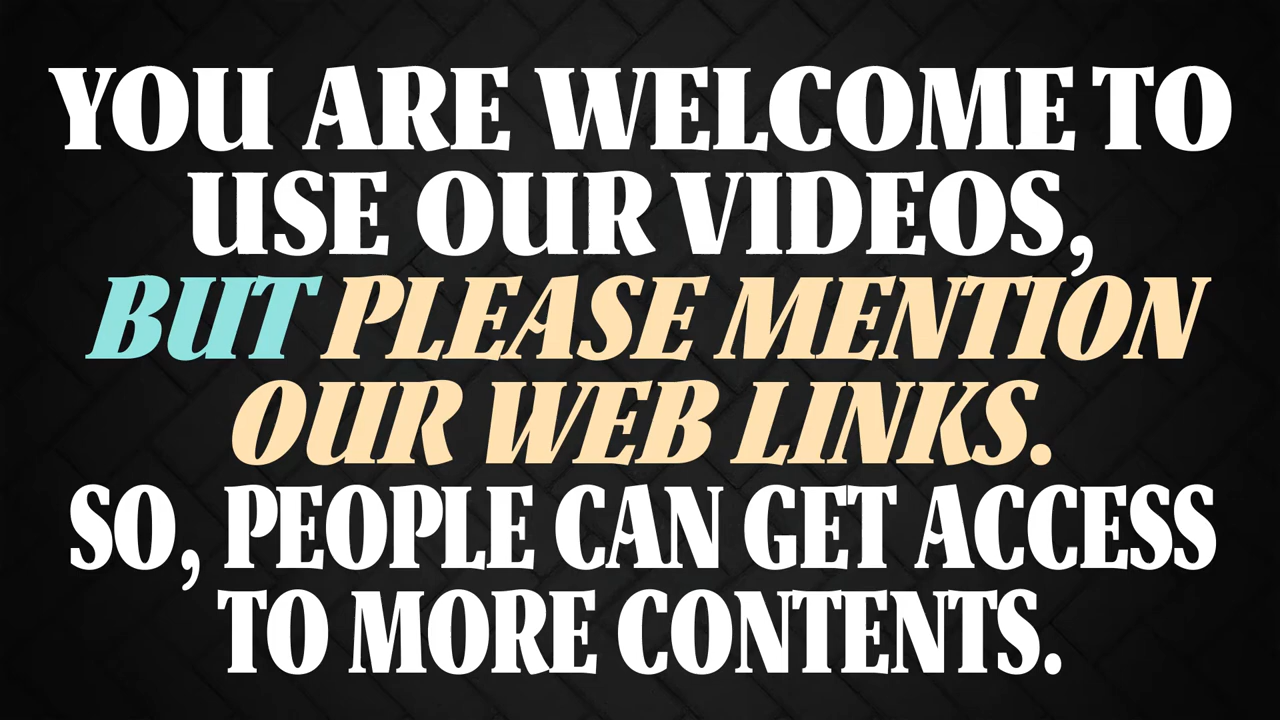 YOU ARE WELCOME TO
USE OUR VIDEOS,
BUT PLEASE MENTION
OUR WEB LINKS.
SO, PEOPLE CAN GET ACCESS
TO MORE CONTENTS.